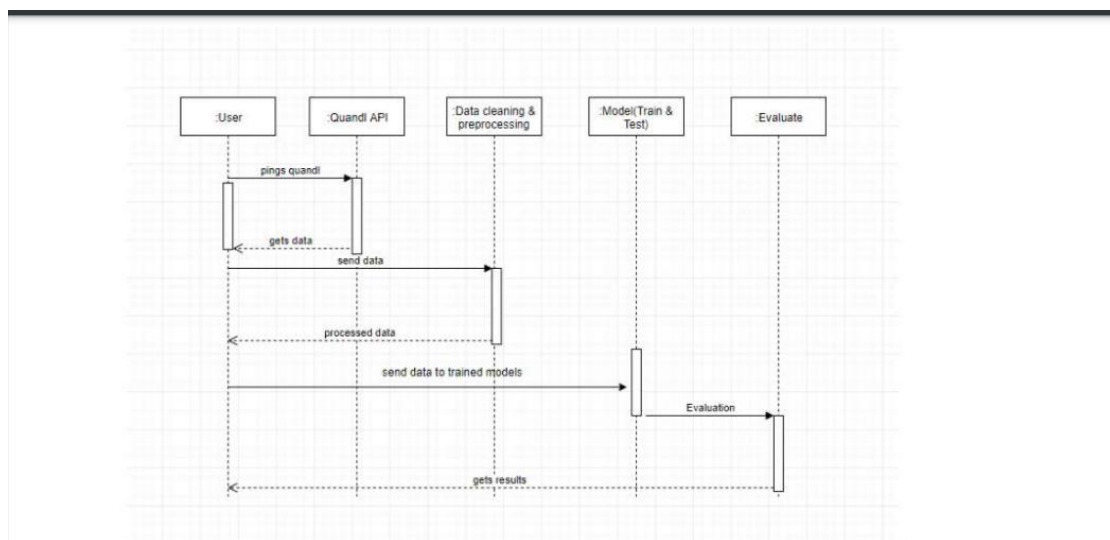 :User
:Quandl API
:Data cleaning &
preprocessing
:Model(Train &
Test)
:Evaluate
pings quandl
gets data
send data
processed data
send data to trained models
Evaluation
gets results